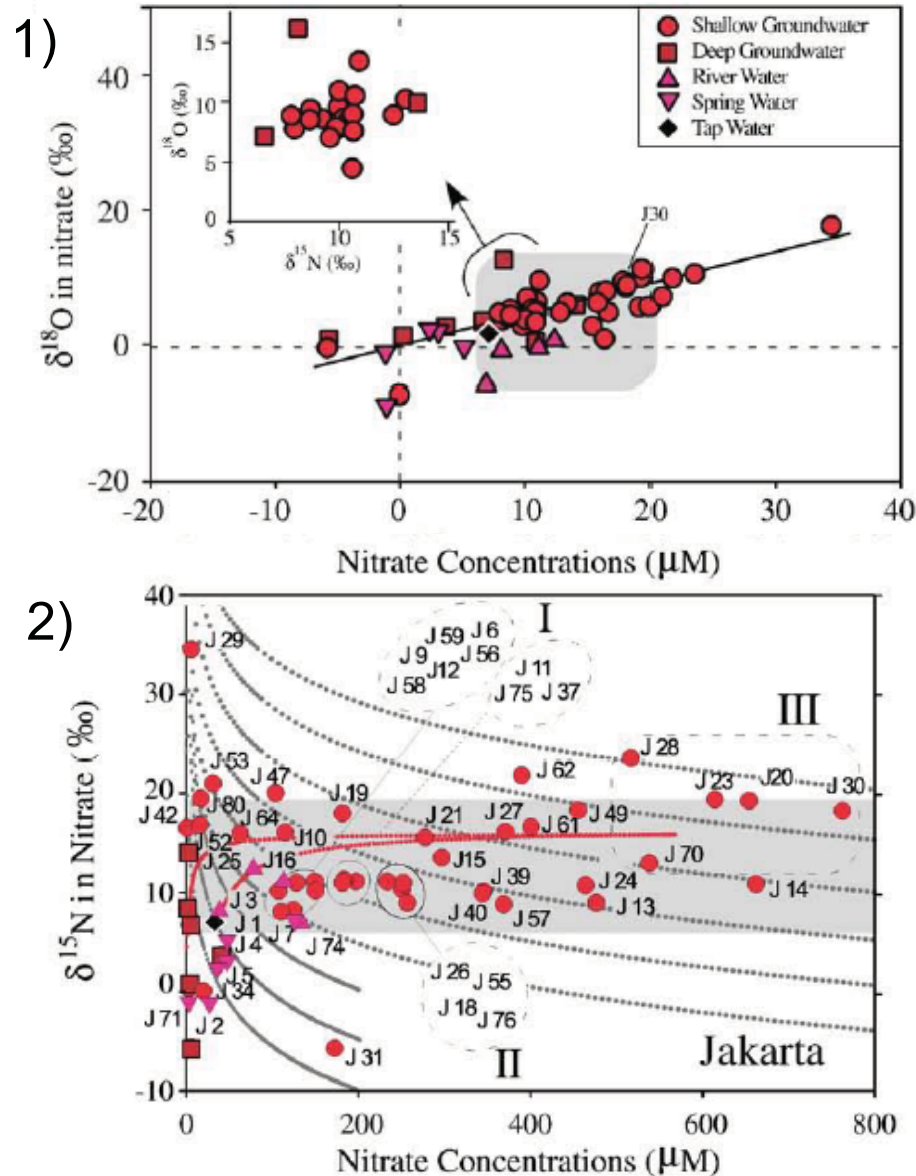 1)
Shallow Groundwater
Deep Groundwater
River Water
Spring Water
Tap Water
δ¹⁸O (‰)
15
10
5
0
5 10 15
δ¹⁵N (‰)
J30
δ¹⁸O in nitrate (‰)
40
20
0
-20
-20 -10 0 10 20 30 40
Nitrate Concentrations (μM)
2)
δ¹⁵N in Nitrate (‰)
40
30
20
10
0
-10
I
J 59 J 6
J 9 J 56
J12
J 58
J 11
J 75 J 37
J 29
III
J 28
J-53 J 47
J 62
J 23 J20 J 30
J 80 J 19
J 42 J 64 J 21 J 27 J 49
J 52 J10 J 61
J 25 J16 J15 J 70
J 39 J 24 J 14
J 3
J 1 J 7 J 40 J 57 J 13
J 4 J 74
J5 J 26 J 55
J 34 J 18
J 76
J 71 J 2
J 31
II
Jakarta
0 200 400 600 800
Nitrate Concentrations (μM)